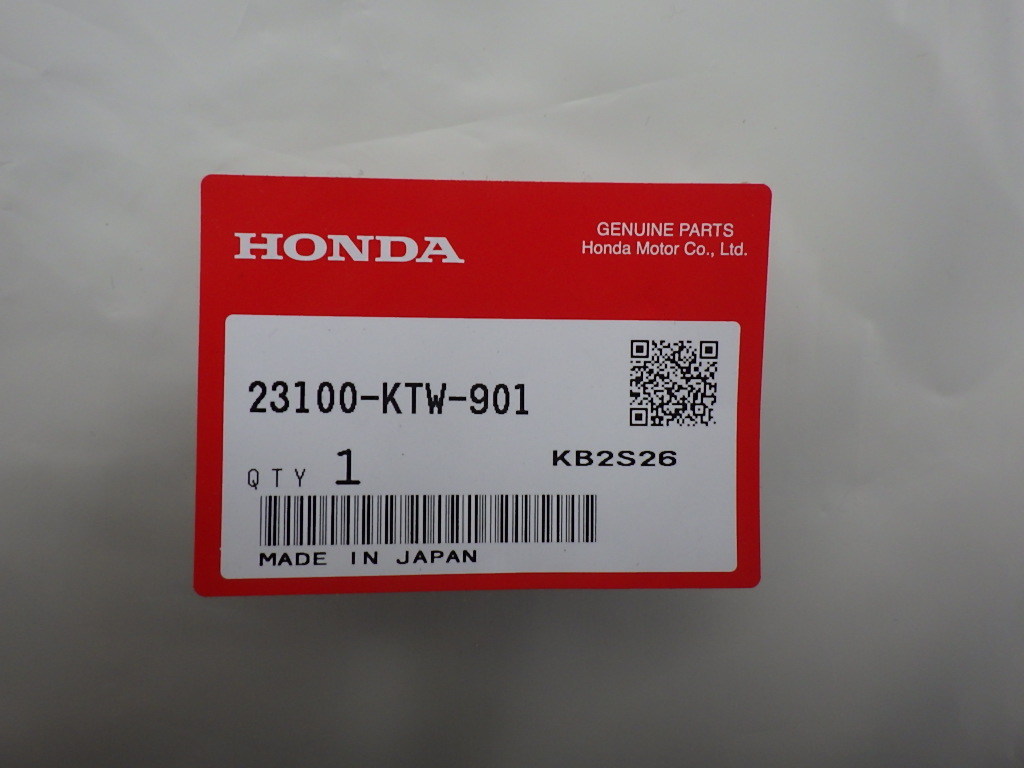 HONDA
GENUINE PARTS
Honda Motor Co., Ltd.
23100-KTW-901
KB2S26
QTY 1
MADE IN JAPAN